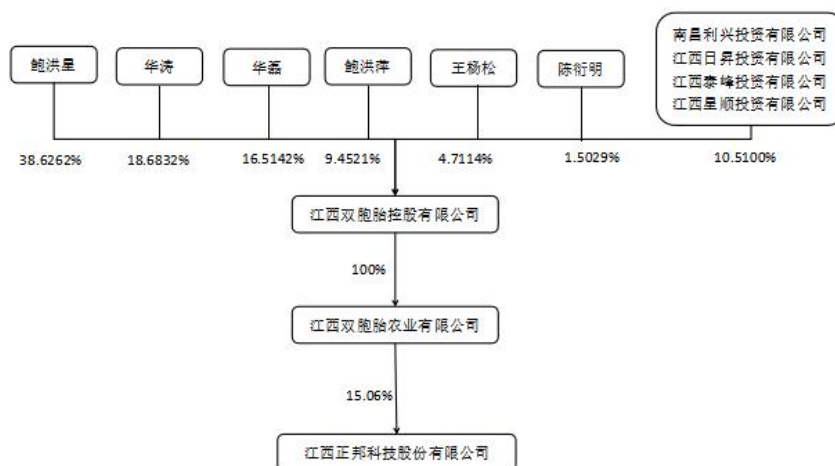 南昌利兴投资有限公司
江西日昇投资有限公司
江西泰峰投资有限公司
江西星顺投资有限公司
鲍洪星
华涛
华磊
鲍洪萍
王杨松
陈衍明
38.6262%
18.6832%
16.5142%
9.4521%
4.7114%
1.5029%
10.5100%
江西双胞胎控股有限公司
100%
江西双胞胎农业有限公司
15.06%
江西正邦科技股份有限公司